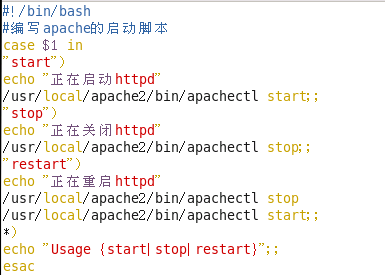 #!/bin/bash
#编写apache的启动脚本
case $1 in
"start")
echo "正在启动httpd"
/usr/local/apache2/bin/apachectl start;;
"stop")
echo "正在关闭httpd"
/usr/local/apache2/bin/apachectl stop;;
"restart")
echo "正在重启httpd"
/usr/local/apache2/bin/apachectl stop
/usr/local/apache2/bin/apachectl start;;
*)
echo "Usage {start|stop|restart}";;
esac